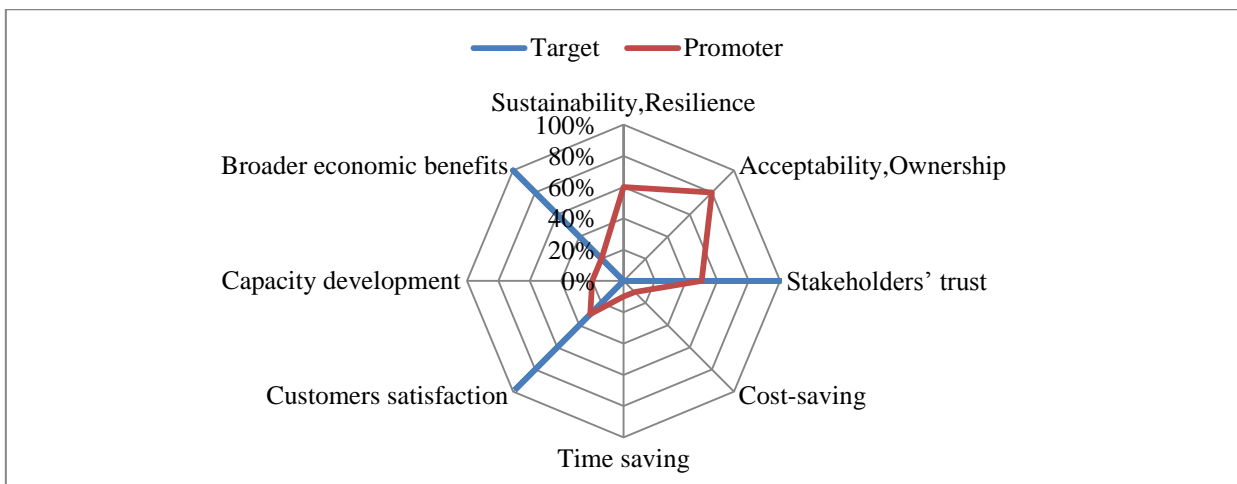 Target Promoter
Sustainability,Resilience
100%
80%
60%
40%
20%
0%
Acceptability,Ownership
Stakeholders’ trust
Cost-saving
Time saving
Customers satisfaction
Capacity development
Broader economic benefits